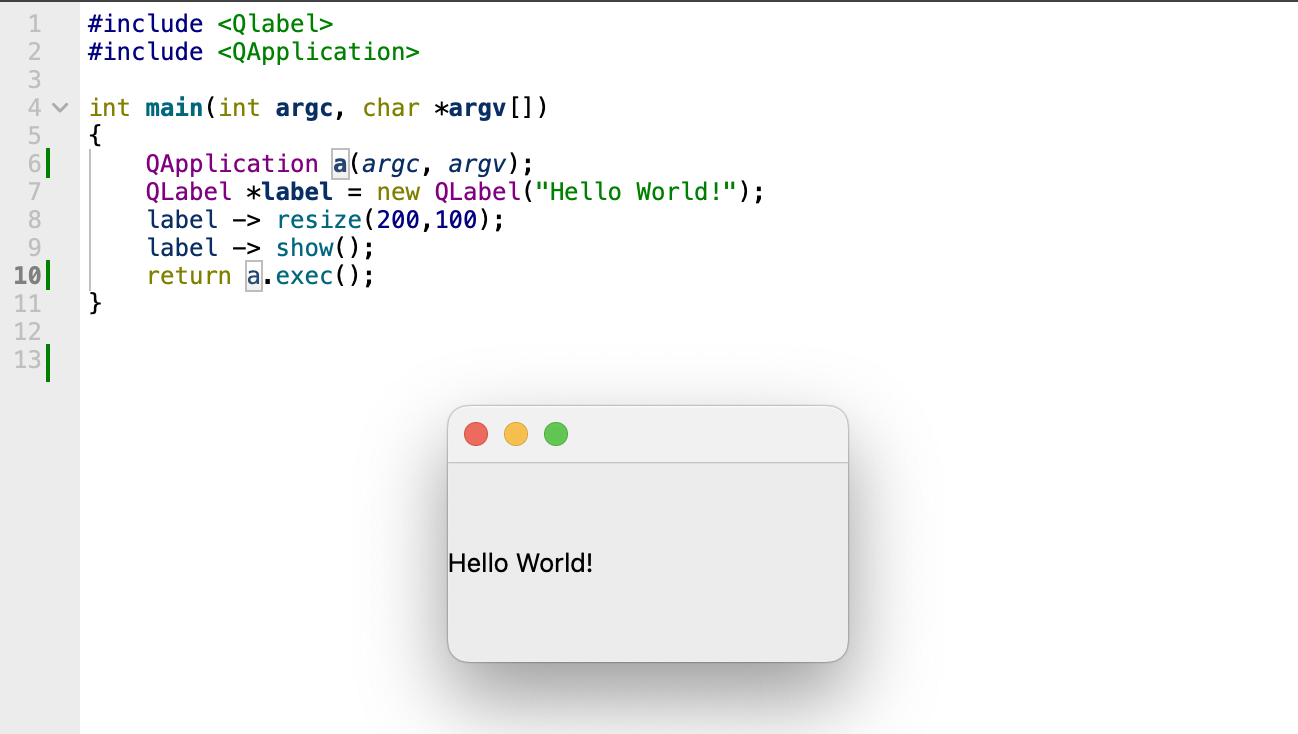 1 #include <Qlabel>
2 #include <QApplication>
3
4 int main(int argc, char *argv[])
5 {
6     QApplication a(argc, argv);
7     QLabel *label = new QLabel("Hello World!");
8     label -> resize(200,100);
9     label -> show();
10     return a.exec();
11 }
12
13
Hello World!